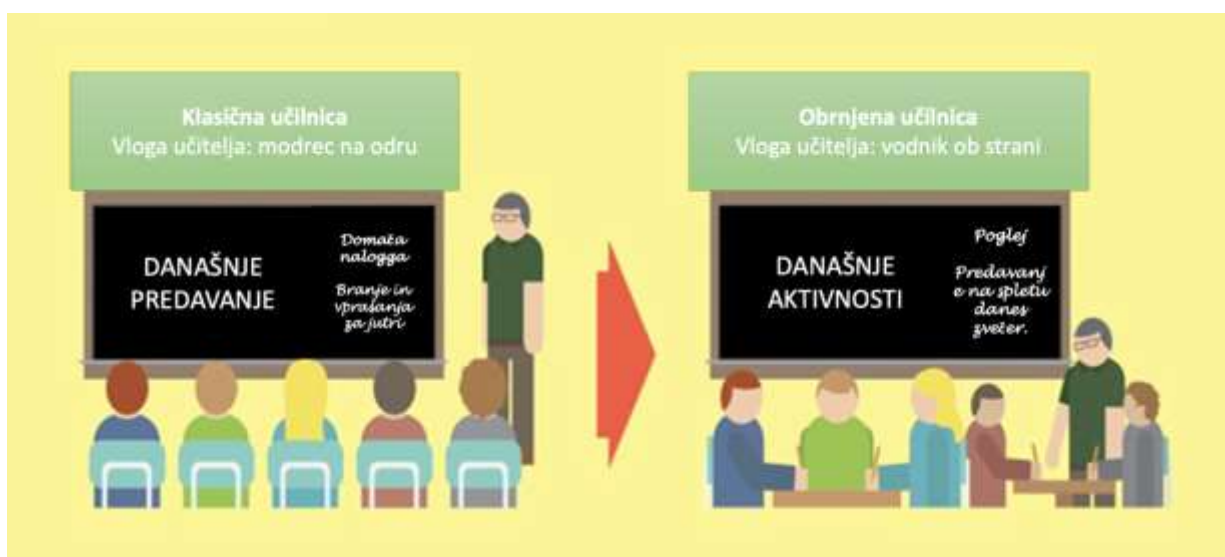 Klasična učilnica
Vloga učitelja: modrec na odru
DANAŠNJE
PREDAVANJE
Domača
nalogga
Branje in
vprašanja
za jutri
Obrnjena učilnica
Vloga učitelja: vodnik ob strani
DANAŠNJE
AKTIVNOSTI
Poglej
Predavanj
e na spletu
danes
zvečer.